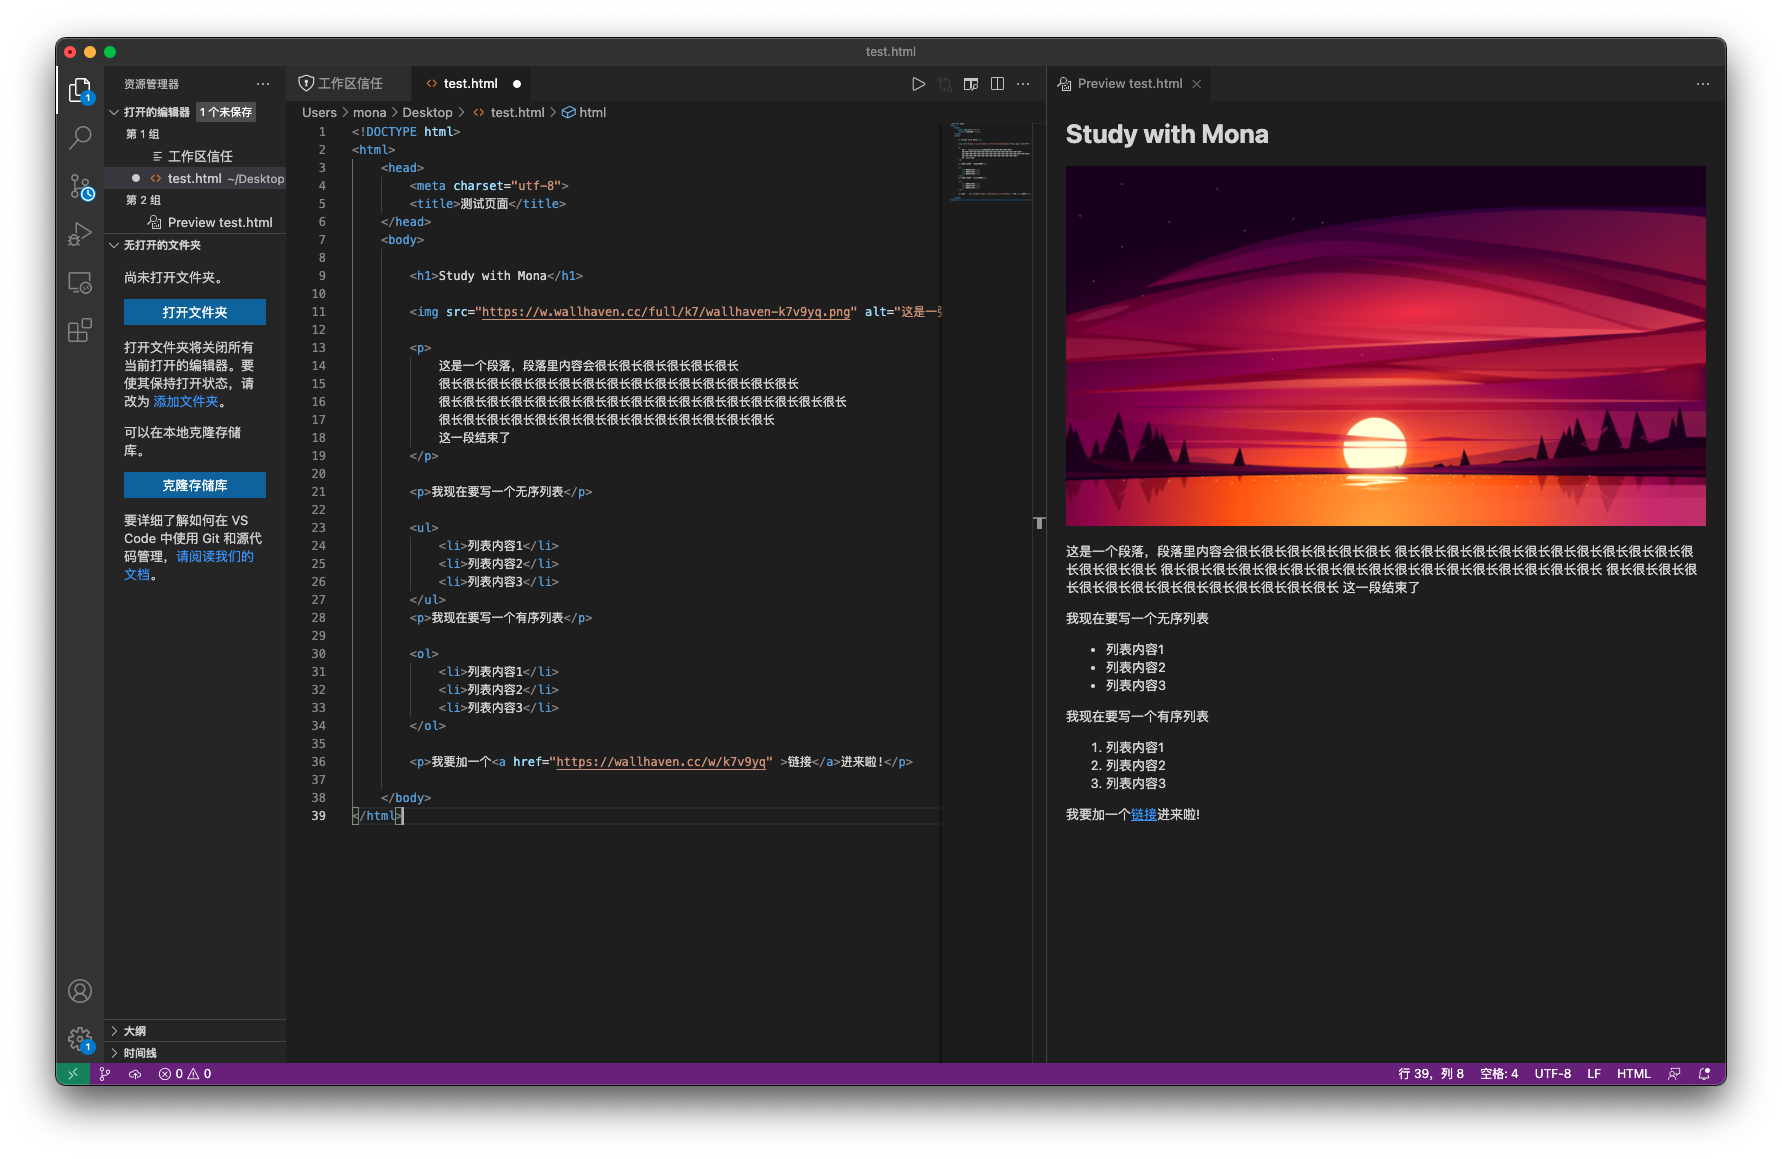 test.html
资源管理器
打开的编辑器 1 个未保存
第 1 组
工作区信任
test.html ~/Desktop
第 2 组
Preview test.html
无打开的文件夹
尚未打开文件夹。
打开文件夹
打开文件夹将关闭所有
当前打开的编辑器。要
使其保持打开状态，请
改为 添加文件夹。
可以在本地克隆存储
库。
克隆存储库
要详细了解如何在 VS
Code 中使用 Git 和源代
码管理，请阅读我们的
文档。
大纲
时间线
1
1
工作区信任
test.html
Users > mona > Desktop > test.html > html
1 <!DOCTYPE html>
2 <html>
3 <head>
4 <meta charset="utf-8">
5 <title>测试页面</title>
6 </head>
7 <body>
8
9 <h1>Study with Mona</h1>
10
11 <img src="https://w.wallhaven.cc/full/k7/wallhaven-k7v9yq.png" alt="这是一
12
13 <p>
14 这是一个段落，段落里内容会很长很长很长很长很长很长
15 很长很长很长很长很长很长很长很长很长很长很长很长很长很长很长
16 很长很长很长很长很长很长很长很长很长很长很长很长很长很长很长很长很长
17 很长很长很长很长很长很长很长很长很长很长很长很长很长很长
18 这一段结束了
19 </p>
20
21 <p>我现在要写一个无序列表</p>
22
23 <ul>
24 <li>列表内容1</li>
25 <li>列表内容2</li>
26 <li>列表内容3</li>
27 </ul>
28 <p>我现在要写一个有序列表</p>
29
30 <ol>
31 <li>列表内容1</li>
32 <li>列表内容2</li>
33 <li>列表内容3</li>
34 </ol>
35
36 <p>我要加一个<a href="https://wallhaven.cc/w/k7v9yq" >链接</a>进来啦!</p>
37
38 </body>
39 </html>
Preview test.html
Study with Mona
这是一个段落，段落里内容会很长很长很长很长很长很长 很长很长很长很长很长很长很长很长很长很长很长很
长很长很长很长 很长很长很长很长很长很长很长很长很长很长很长很长很长很长很长很长很长 很长很长很长很
长很长很长很长很长很长很长很长很长很长很长 这一段结束了
我现在要写一个无序列表
• 列表内容1
• 列表内容2
• 列表内容3
我现在要写一个有序列表
1. 列表内容1
2. 列表内容2
3. 列表内容3
我要加一个链接进来啦!
0 0
行 39，列 8 空格: 4 UTF-8 LF HTML